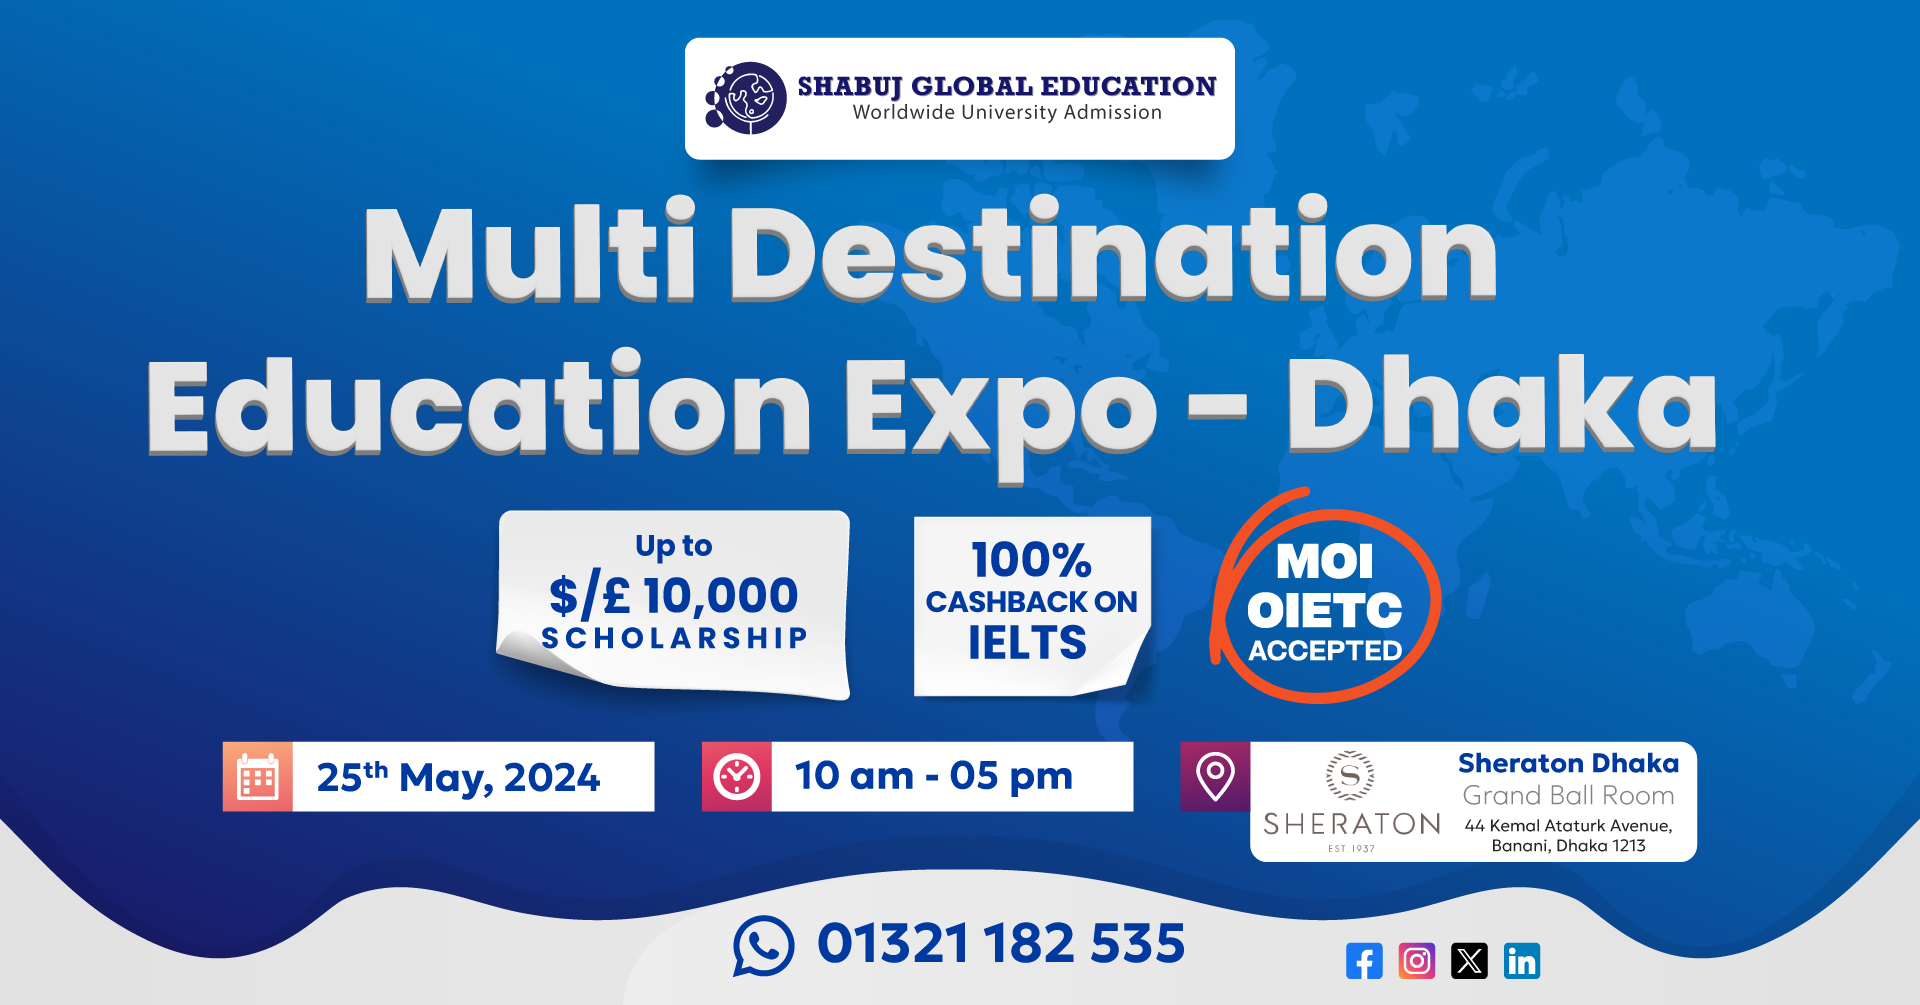 SHABUJ GLOBAL EDUCATION
Worldwide University Admission
Multi Destination
Education Expo – Dhaka
Up to
$/£ 10,000
SCHOLARSHIP
100%
CASHBACK ON
IELTS
MOI
OIETC
ACCEPTED
25th May, 2024
10 am - 05 pm
S
SHERATON
EST 1937
Sheraton Dhaka
Grand Ball Room
44 Kemal Ataturk Avenue,
Banani, Dhaka 1213
01321 182 535